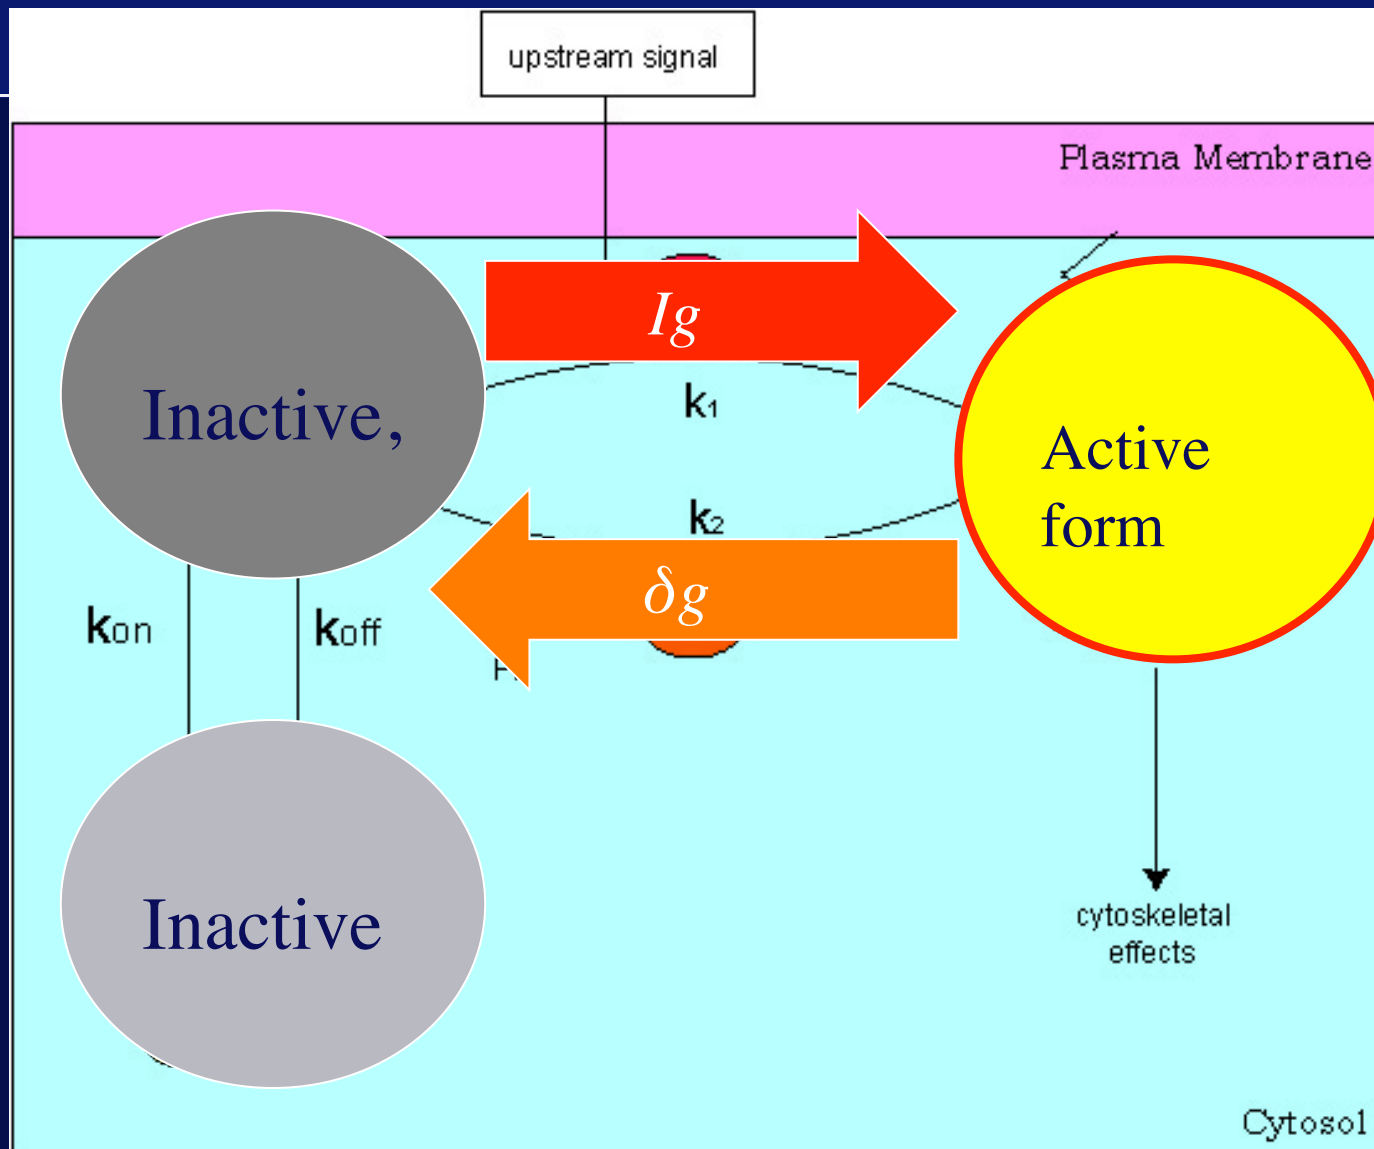 upstream signal
Plasma Membrane
Ig
k1
Inactive,
Active
form
k2
δg
kon
koff
Inactive
cytoskeletal
effects
Cytosol